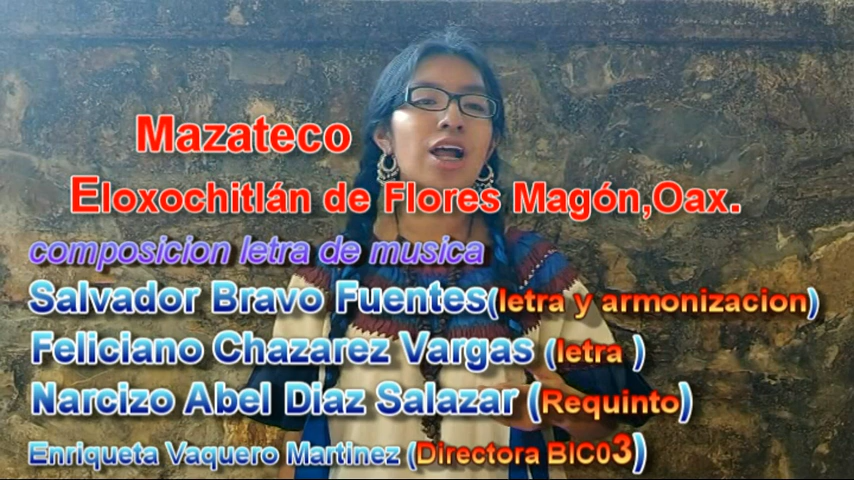 Mazateco
Eloxochitlán de Flores Magón,Oax.
composicion letra de musica
Salvador Bravo Fuentes(letra y armonizacion)
Feliciano Chazarez Vargas (letra )
Narcizo Abel Diaz Salazar (Requinto)
Enriqueta Vaquero Martinez (Directora BIC03)